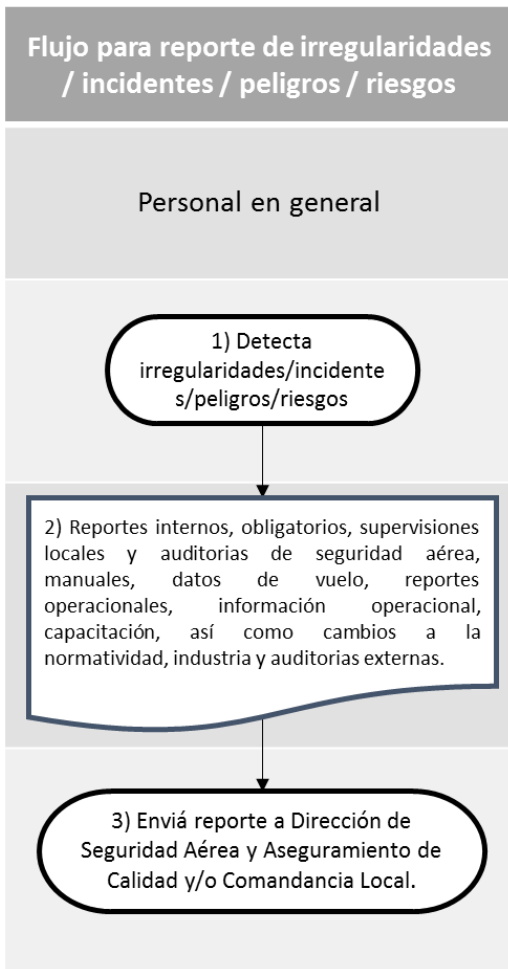 Flujo para reporte de irregularidades
/ incidentes / peligros / riesgos
Personal en general
1) Detecta
irregularidades/incidente
s/peligros/riesgos
2) Reportes internos, obligatorios, supervisiones
locales y auditorias de seguridad aérea,
manuales, datos de vuelo, reportes
operacionales, información operacional,
capacitación, así como cambios a la
normatividad, industria y auditorias externas.
3) Enviá reporte a Dirección de
Seguridad Aérea y Aseguramiento de
Calidad y/o Comandancia Local.